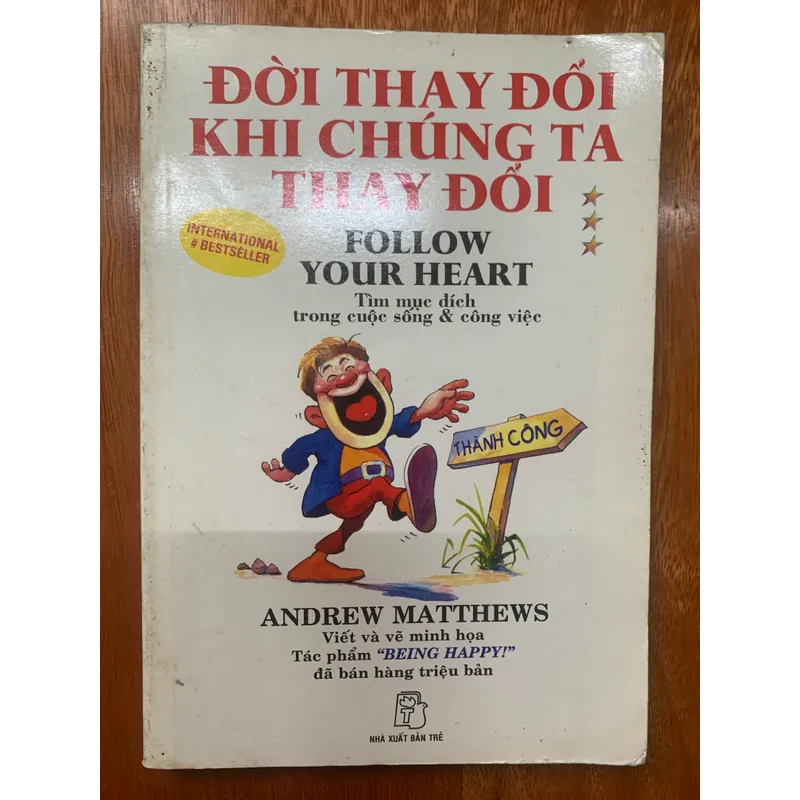 ĐỜI THAY ĐỔI
KHI CHÚNG TA
THAY ĐỔI
INTERNATIONAL
# BESTSELLER
FOLLOW
YOUR HEART
Tìm mục đích
trong cuộc sống & công việc
THÀNH CÔNG
ANDREW MATTHEWS
Viết và vẽ minh họa
Tác phẩm “BEING HAPPY!”
đã bán hàng triệu bản
T
NHÀ XUẤT BẢN TRẺ